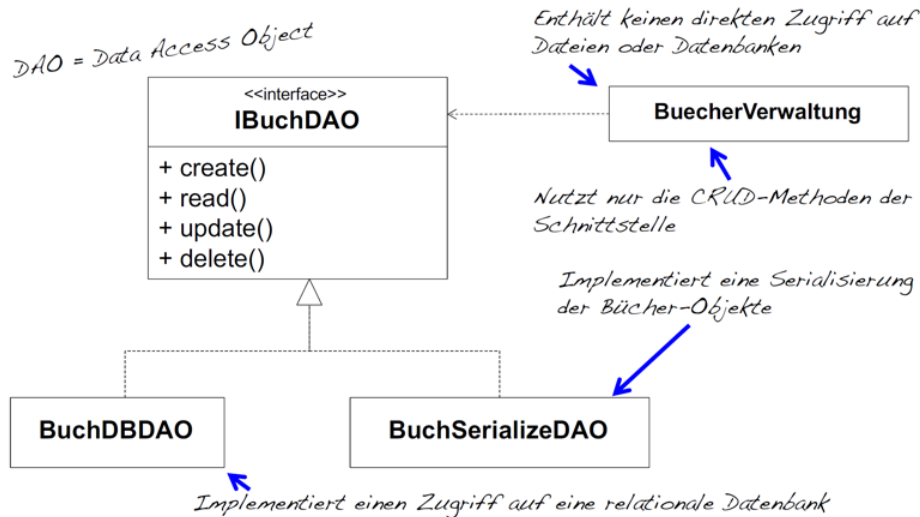 DAO = Data Access Object
<<interface>>
IBuchDAO
+ create()
+ read()
+ update()
+ delete()
Enthält keinen direkten Zugriff auf
Dateien oder Datenbanken
BuecherVerwaltung
Nutzt nur die CRUD-Methoden der
Schnittstelle
Implementiert eine Serialisierung
der Bücher-Objekte
BuchDBDAO
BuchSerializeDAO
Implementiert einen Zugriff auf eine relationale Datenbank